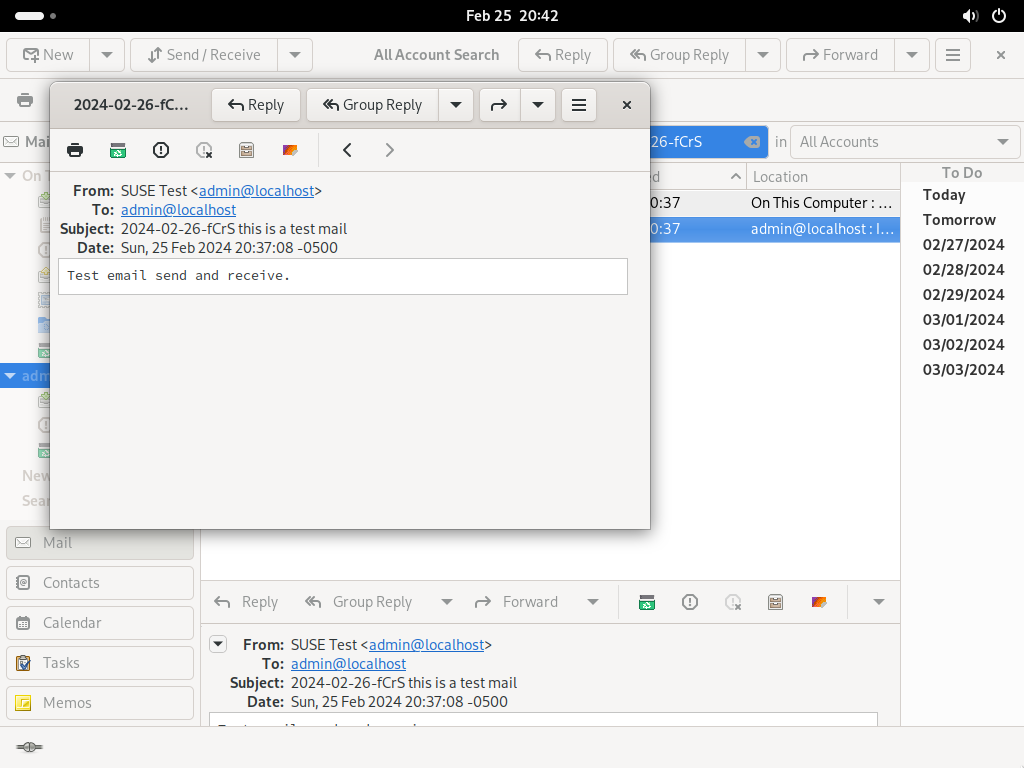 Feb 25 20:42
New
Send / Receive
All Account Search
Reply
Group Reply
Forward
2024-02-26-fC...
Reply
Group Reply
26-fCrS
in
All Accounts
From: SUSE Test <admin@localhost>
To: admin@localhost
Subject: 2024-02-26-fCrS this is a test mail
Date: Sun, 25 Feb 2024 20:37:08 -0500
Test email send and receive.
Location
0:37 On This Computer : ...
0:37 admin@localhost : I...
To Do
Today
Tomorrow
02/27/2024
02/28/2024
02/29/2024
03/01/2024
03/02/2024
03/03/2024
Mail
Contacts
Calendar
Tasks
Memos
Reply
Group Reply
Forward
From: SUSE Test <admin@localhost>
To: admin@localhost
Subject: 2024-02-26-fCrS this is a test mail
Date: Sun, 25 Feb 2024 20:37:08 -0500